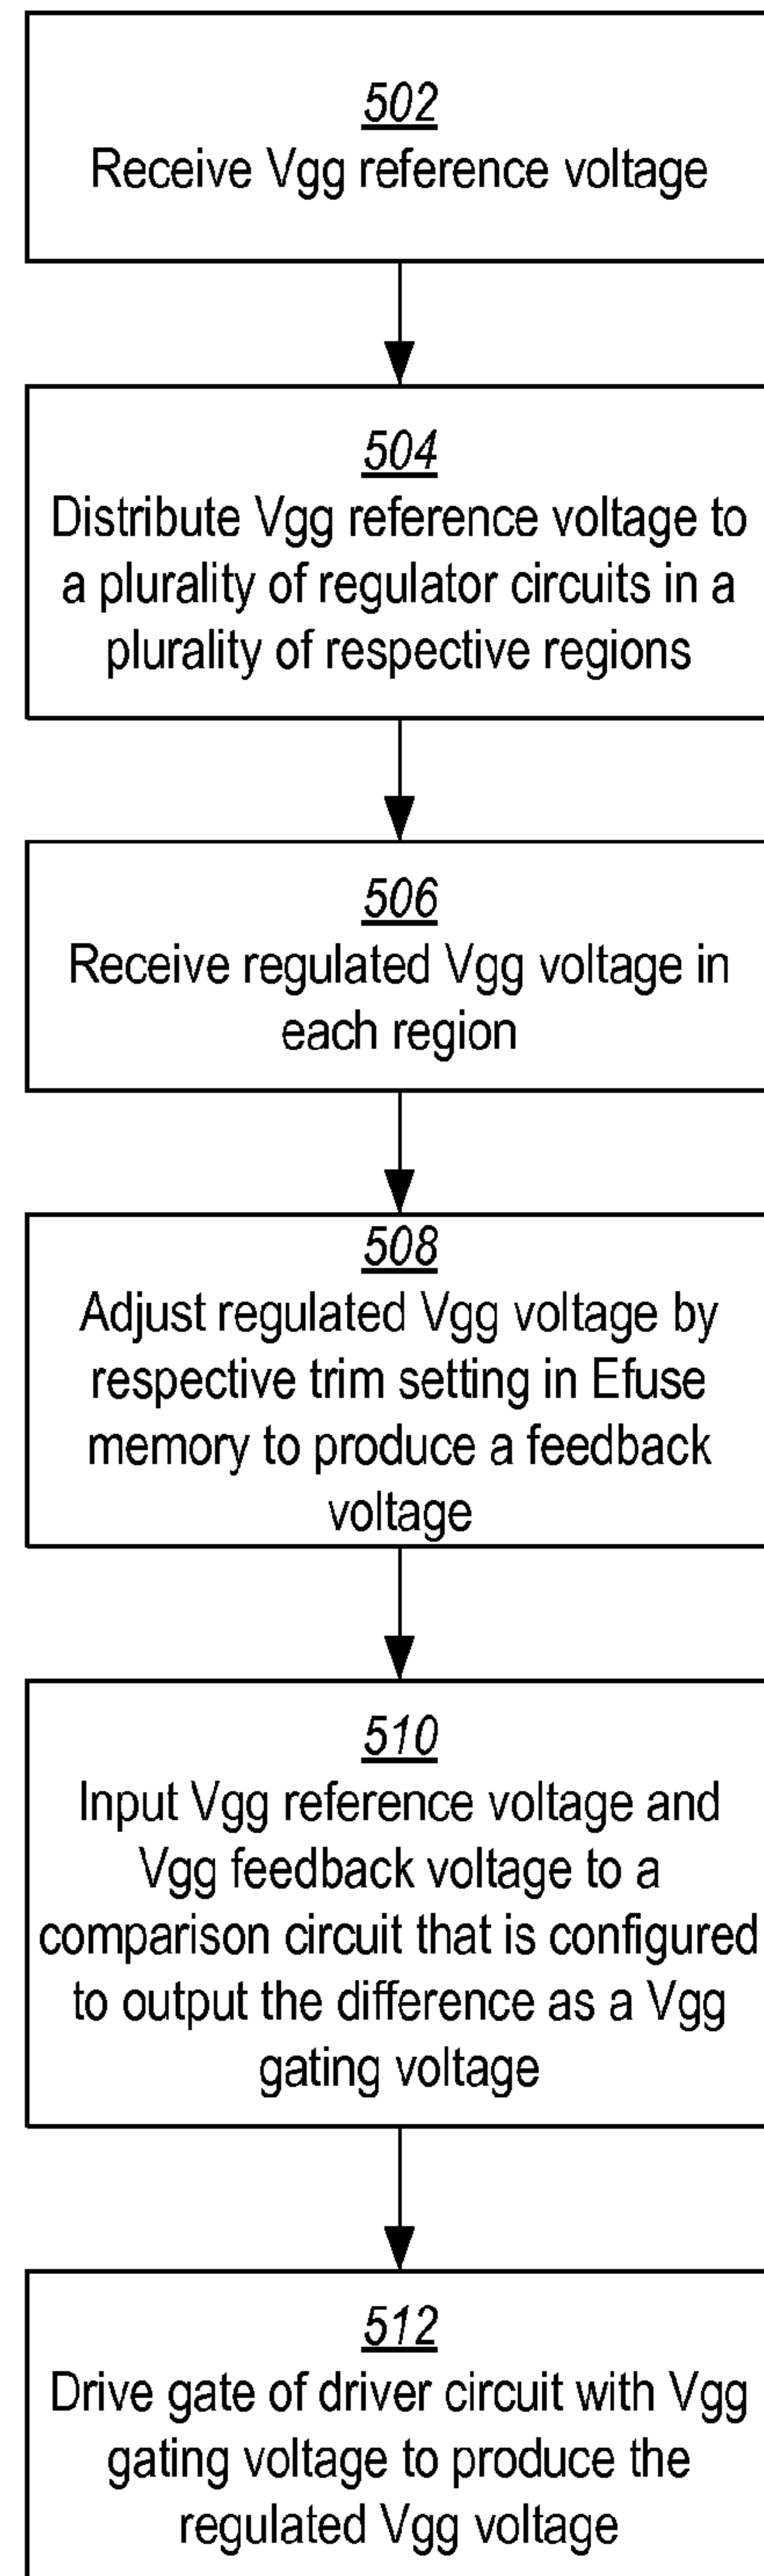 502
Receive Vgg reference voltage
504
Distribute Vgg reference voltage to
a plurality of regulator circuits in a
plurality of respective regions
506
Receive regulated Vgg voltage in
each region
508
Adjust regulated Vgg voltage by
respective trim setting in Efuse
memory to produce a feedback
voltage
510
Input Vgg reference voltage and
Vgg feedback voltage to a
comparison circuit that is configured
to output the difference as a Vgg
gating voltage
512
Drive gate of driver circuit with Vgg
gating voltage to produce the
regulated Vgg voltage